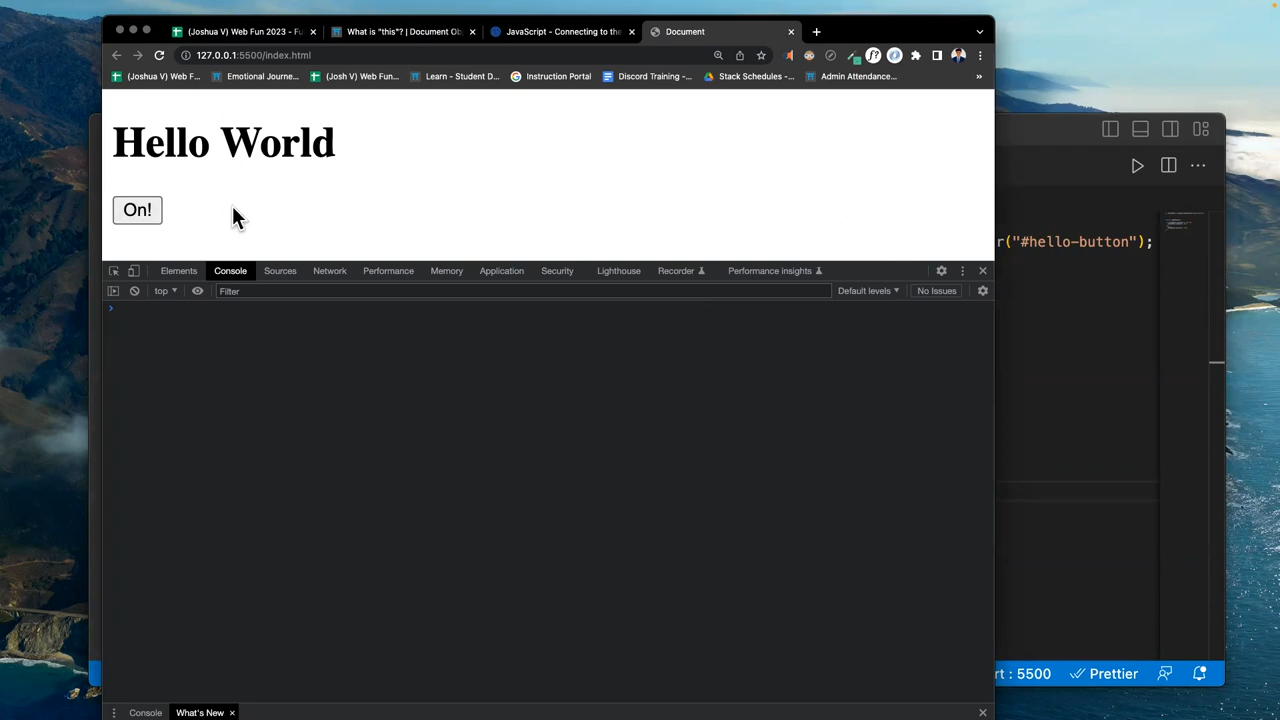 (Joshua V) Web Fun 2023 - Fu
What is "this"? | Document Ob
JavaScript - Connecting to the
Document
127.0.0.1:5500/index.html
(Joshua V) Web F...
Emotional Journe...
(Josh V) Web Fun...
Learn - Student D...
Instruction Portal
Discord Training -...
Stack Schedules -...
Admin Attendance...
»
Hello World
On!
r("#hello-button");
Elements
Console
Sources
Network
Performance
Memory
Application
Security
Lighthouse
Recorder
Performance insights
top
Filter
Default levels
No Issues
rt : 5500
Prettier
Console
What's New